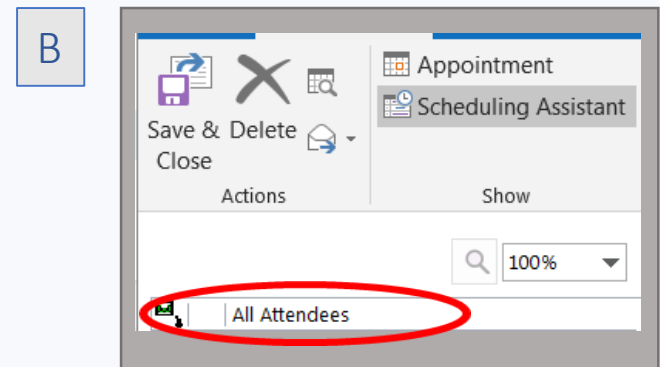 B
Appointment
Scheduling Assistant
Save & Delete
Close
Actions
Show
100%
All Attendees